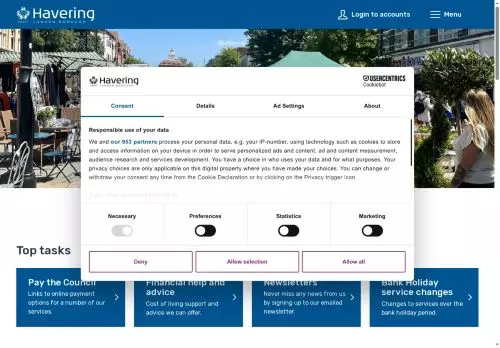 Havering
LONDON BOROUGH
Login to accounts
Menu
Havering
LONDON BOROUGH
USERCENTRICS
Cookiebot
Consent
Details
Ad Settings
About
Responsible use of your data
We and our 953 partners process your personal data, e.g. your IP-number, using technology such as cookies to store
and access information on your device in order to serve personalized ads and content, ad and content measurement,
audience research and services development. You have a choice in who uses your data and for what purposes. Your
privacy choices are only applicable on this digital property where you have made your choices. You can change or
withdraw your consent any time from the Cookie Declaration or by clicking on the Privacy trigger icon
Necessary
Preferences
Statistics
Marketing
Deny
Allow selection
Allow all
Top tasks
Pay the Council
Links to online payment
options for a number of our
services.
Financial help and
advice
Cost of living support and
advice we can offer.
Newsletters
Never miss any news from us
by signing up to our emailed
newsletter.
Bank Holiday
service changes
Changes to services over the
bank holiday period.